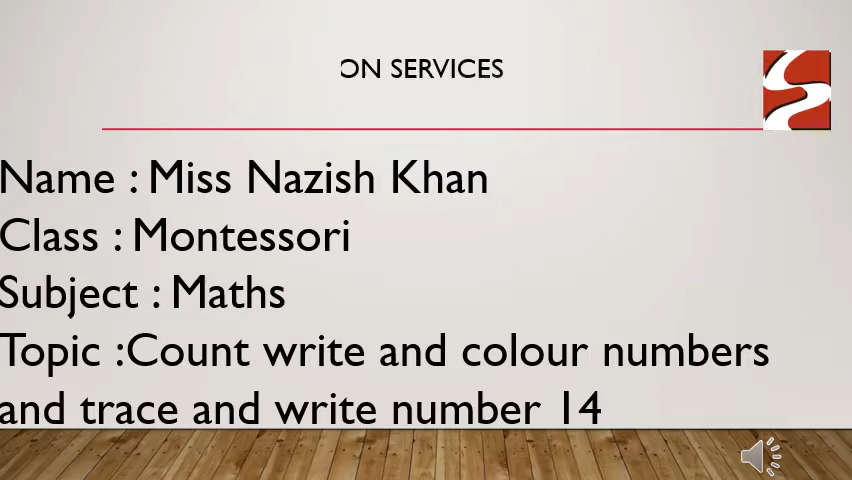 ON SERVICES
Name : Miss Nazish Khan
Class : Montessori
Subject : Maths
Topic :Count write and colour numbers
and trace and write number 14